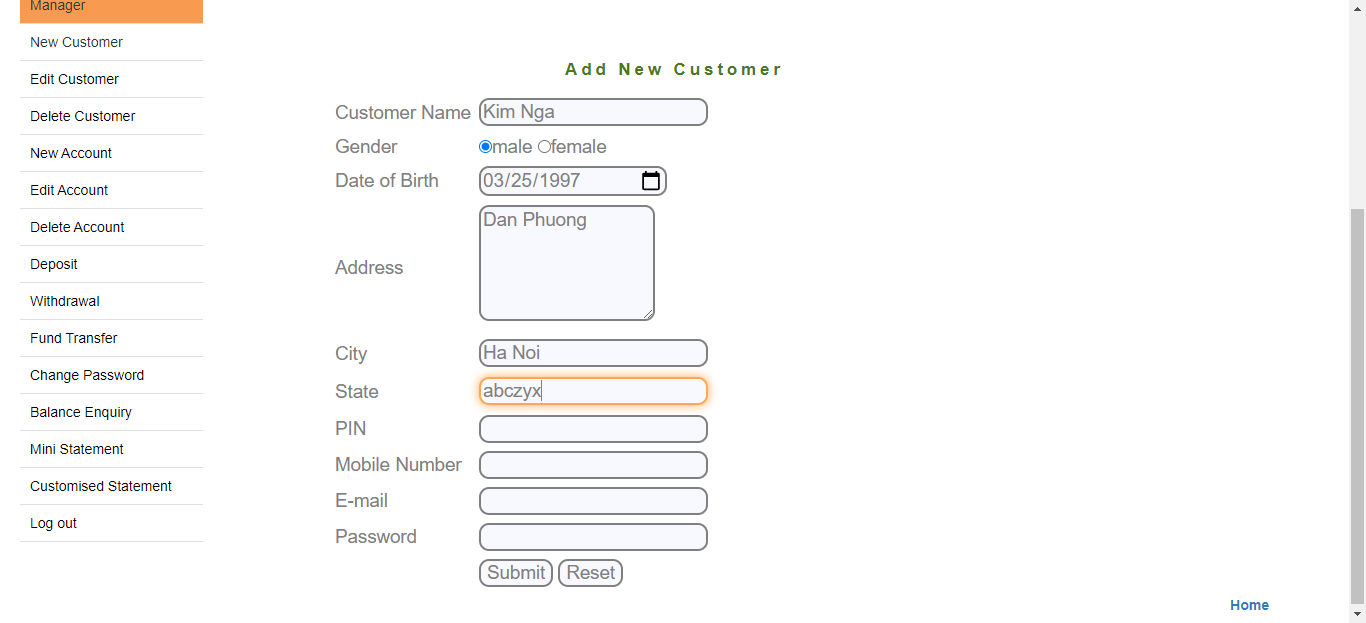 Manager
New Customer
Edit Customer
Delete Customer
New Account
Edit Account
Delete Account
Deposit
Withdrawal
Fund Transfer
Change Password
Balance Enquiry
Mini Statement
Customised Statement
Log out
Add New Customer
Customer Name Kim Nga
Gender male female
Date of Birth 03/25/1997
Address Dan Phuong
City Ha Noi
State abczyx
PIN
Mobile Number
E-mail
Password
Submit Reset
Home